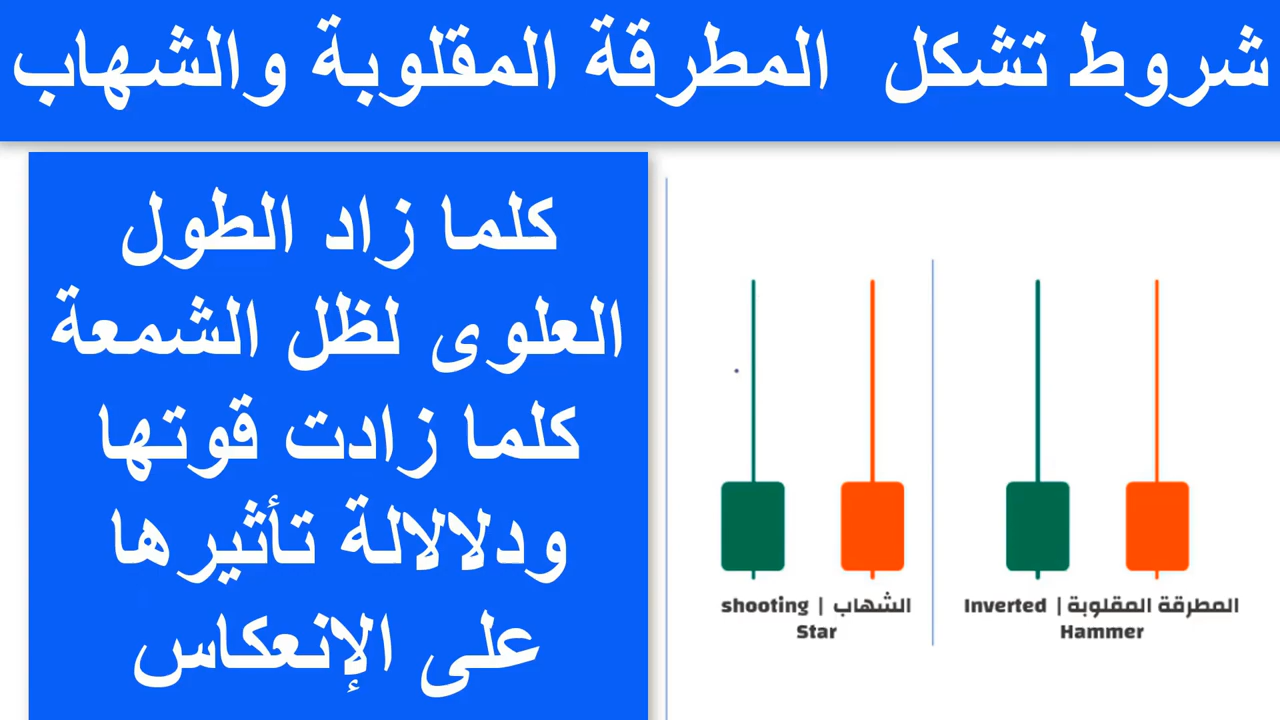 شروط تشكل المطرقة المقلوبة والشهاب
كلما زاد الطول
العلوى لظل الشمعة
كلما زادت قوتها
ودلالالة تأثيرها
على الإنعكاس
الشهاب | shooting
Star
المطرقة المقلوبة | Inverted
Hammer